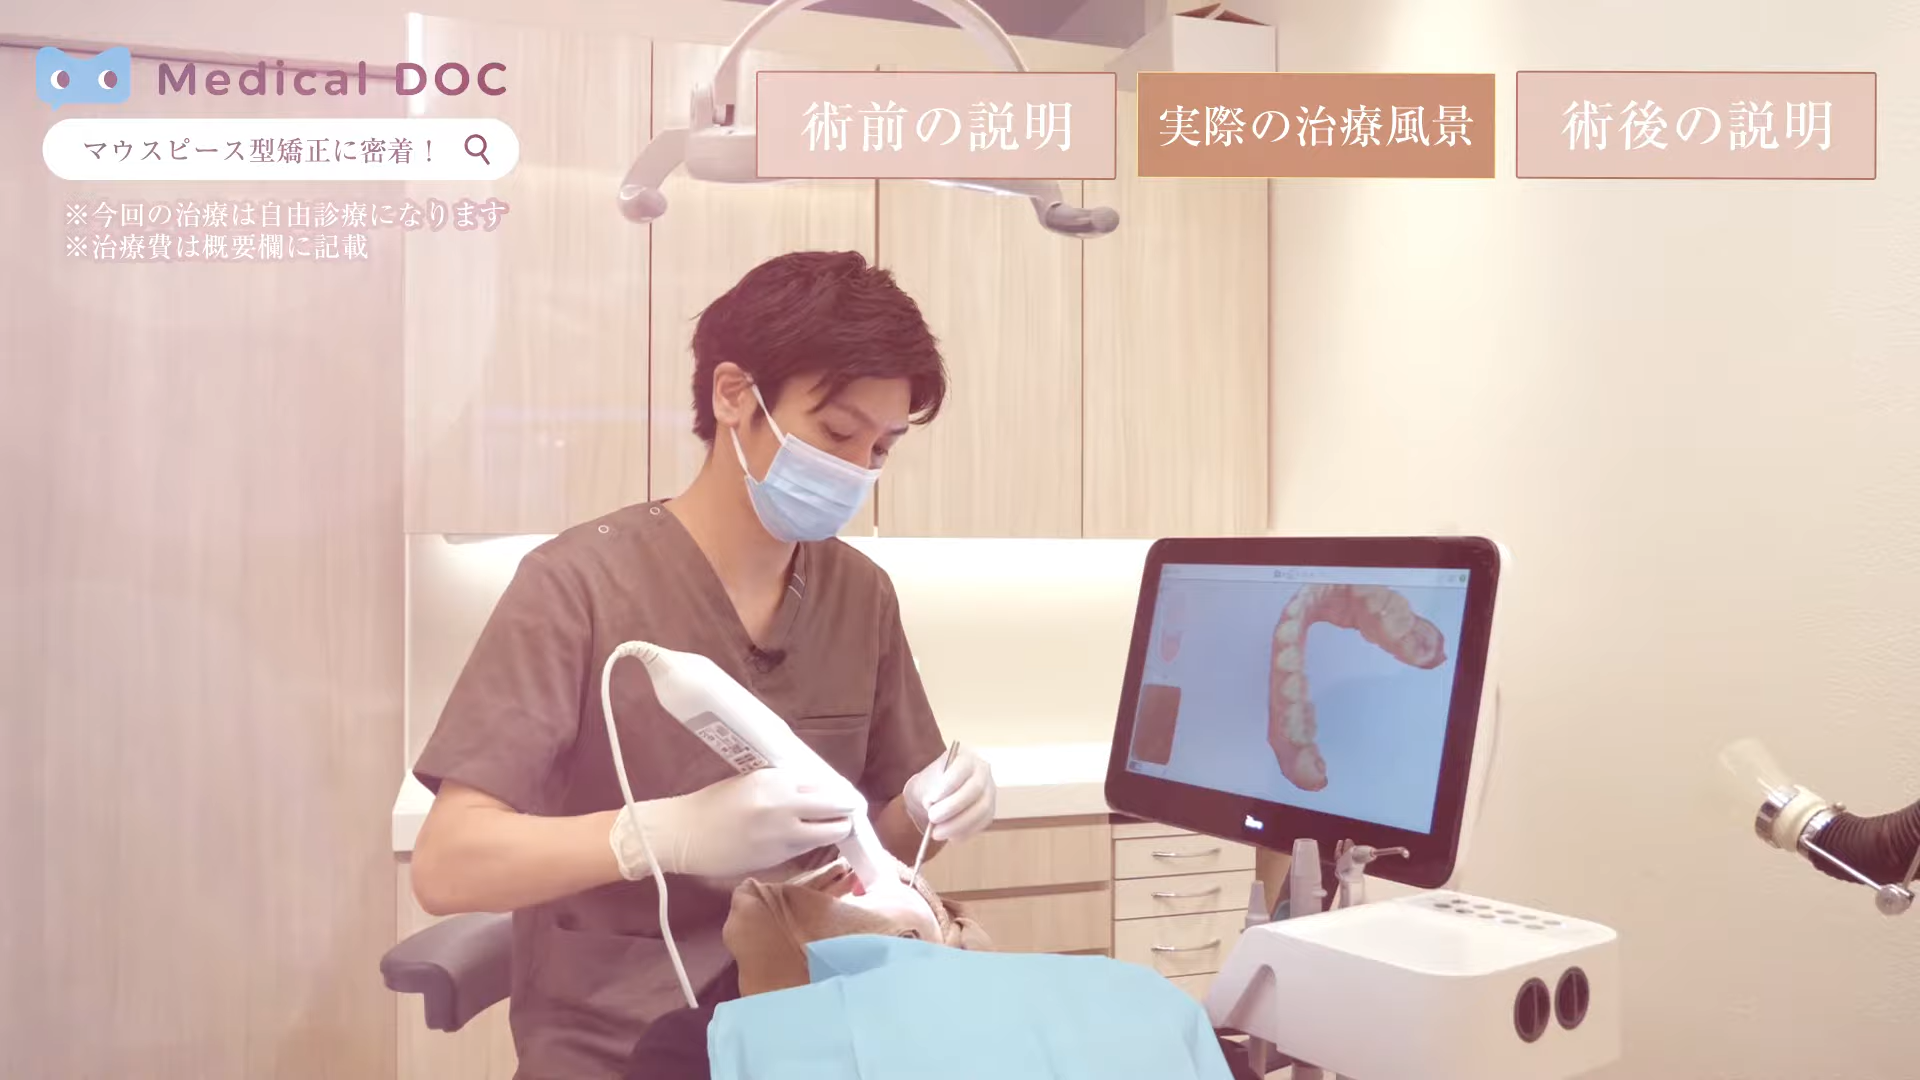 Medical DOC
マウスピース型矯正に密着！
※今回の治療は自由診療になります
※治療費は概要欄に記載
術前の説明
実際の治療風景
術後の説明